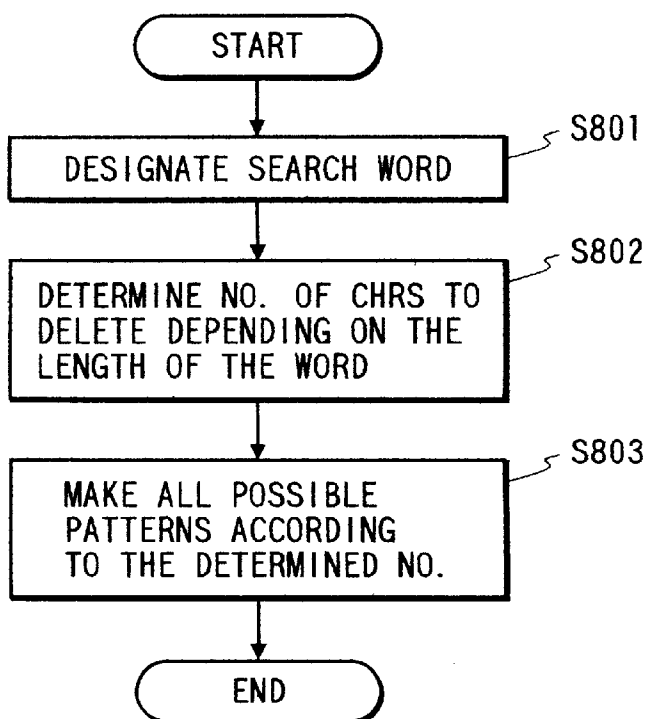 START
DESIGNATE SEARCH WORD
S801
DETERMINE NO. OF CHRS TO
DELETE DEPENDING ON THE
LENGTH OF THE WORD
S802
MAKE ALL POSSIBLE
PATTERNS ACCORDING
TO THE DETERMINED NO.
S803
END